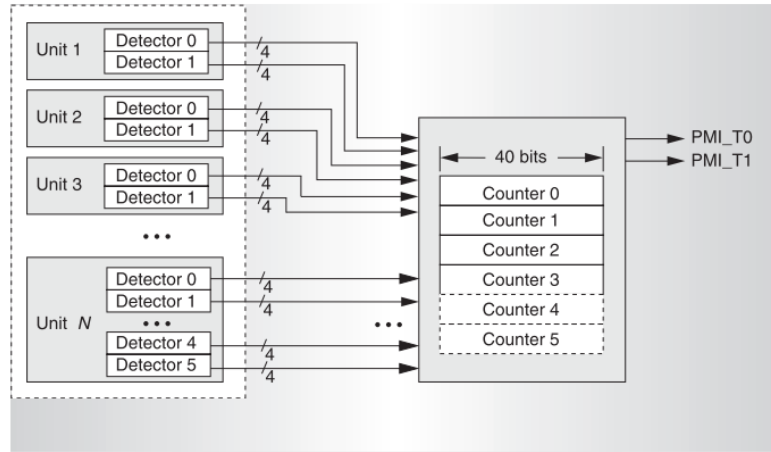 Unit 1
Detector 0
Detector 1
4
4
Unit 2
Detector 0
Detector 1
4
4
Unit 3
Detector 0
Detector 1
4
4
•••
Unit N
Detector 0
Detector 1
•••
Detector 4
Detector 5
4
4
4
4
•••
40 bits
Counter 0
Counter 1
Counter 2
Counter 3
Counter 4
Counter 5
PMI_T0
PMI_T1